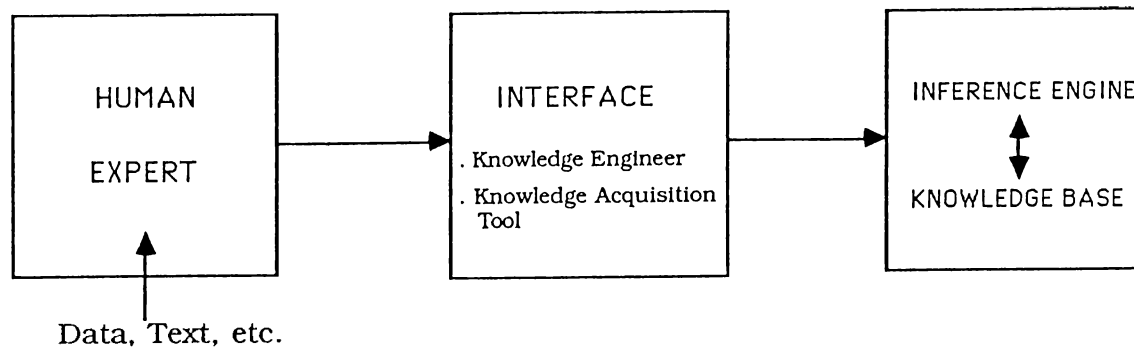 HUMAN
EXPERT
Data, Text, etc.
INTERFACE
. Knowledge Engineer
. Knowledge Acquisition
Tool
INFERENCE ENGINE
KNOWLEDGE BASE